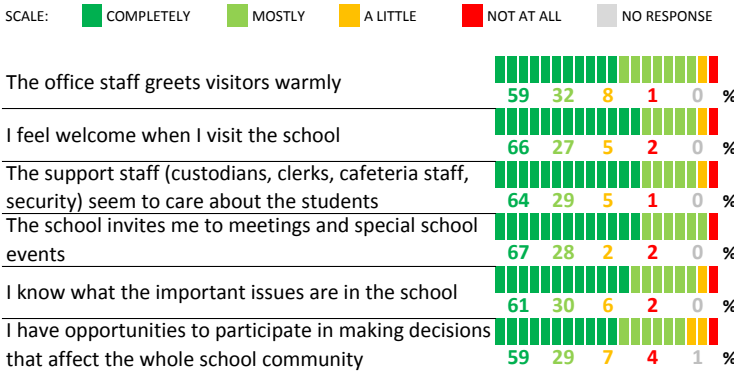 SCALE: COMPLETELY MOSTLY A LITTLE NOT AT ALL NO RESPONSE
The office staff greets visitors warmly
59 32 8 1 0 %
I feel welcome when I visit the school
66 27 5 2 0 %
The support staff (custodians, clerks, cafeteria staff,
security) seem to care about the students
64 29 5 1 0 %
The school invites me to meetings and special school
events
67 28 2 2 0 %
I know what the important issues are in the school
61 30 6 2 0 %
I have opportunities to participate in making decisions
that affect the whole school community
59 29 7 4 1 %